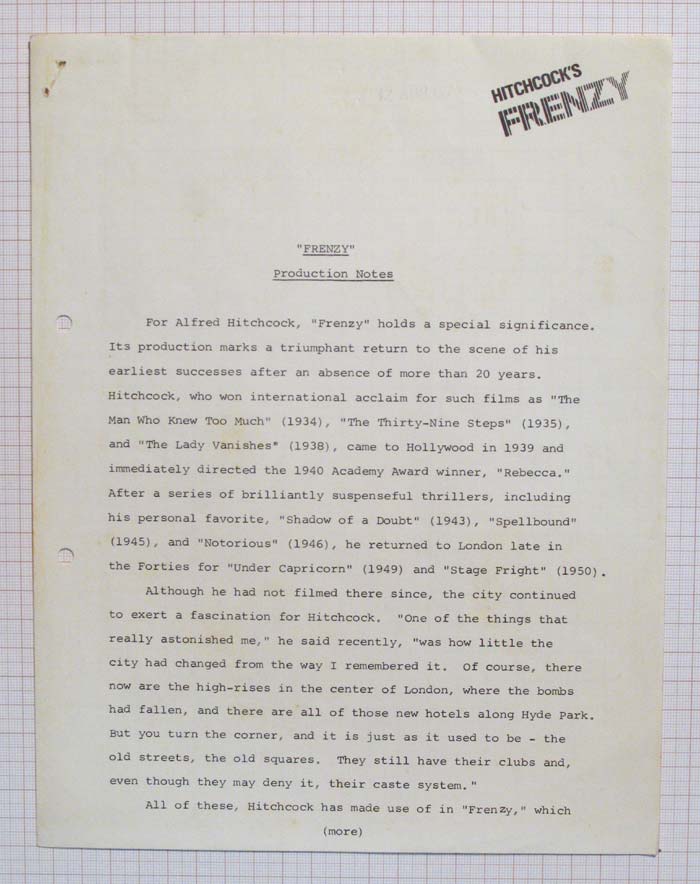 HITCHCOCK'S
FRENZY
"FRENZY"
Production Notes
For Alfred Hitchcock, "Frenzy" holds a special significance.
Its production marks a triumphant return to the scene of his
earliest successes after an absence of more than 20 years.
Hitchcock, who won international acclaim for such films as "The
Man Who Knew Too Much" (1934), "The Thirty-Nine Steps" (1935),
and "The Lady Vanishes" (1938), came to Hollywood in 1939 and
immediately directed the 1940 Academy Award winner, "Rebecca."
After a series of brilliantly suspenseful thrillers, including
his personal favorite, "Shadow of a Doubt" (1943), "Spellbound"
(1945), and "Notorious" (1946), he returned to London late in
the Forties for "Under Capricorn" (1949) and "Stage Fright" (1950).
Although he had not filmed there since, the city continued
to exert a fascination for Hitchcock. "One of the things that
really astonished me," he said recently, "was how little the
city had changed from the way I remembered it. Of course, there
now are the high-rises in the center of London, where the bombs
had fallen, and there are all of those new hotels along Hyde Park.
But you turn the corner, and it is just as it used to be - the
old streets, the old squares. They still have their clubs and,
even though they may deny it, their caste system."
All of these, Hitchcock has made use of in "Frenzy," which
(more)